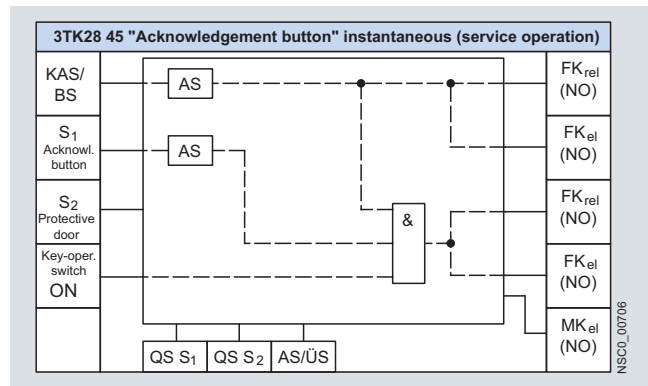 3TK28 45 "Acknowledgement button" instantaneous (service operation)
KAS/
BS
AS
FKrel
(NO)
S1
Acknowl.
button
AS
FKel
(NO)
S2
Protective
door
&
FKrel
(NO)
Key-oper.
switch
ON
FKel
(NO)
MKel
(NO)
QS S1
QS S2
AS/ÜS
NSC0_00706